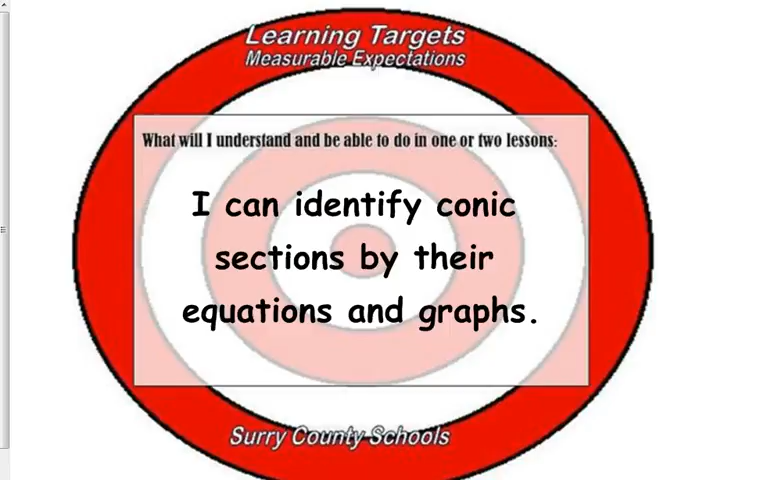 Learning Targets
Measurable Expectations
What will I understand and be able to do in one or two lessons:
I can identify conic
sections by their
equations and graphs.
Surry County Schools